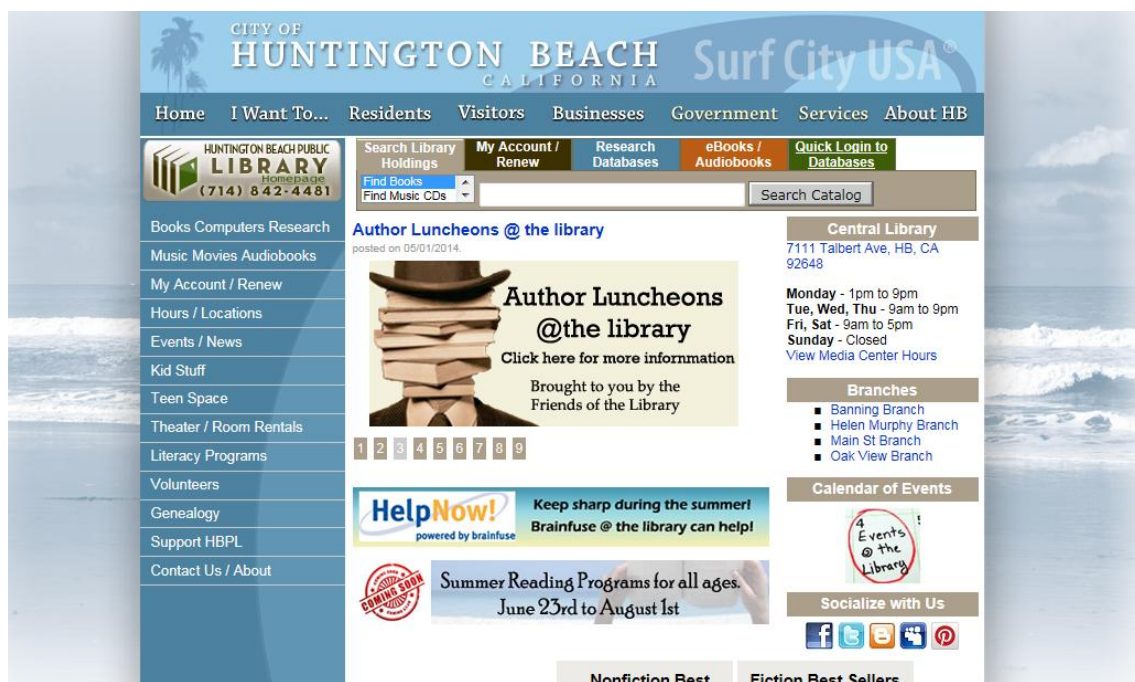 CITY OF
HUNTINGTON BEACH
CALIFORNIA
Surf City USA®
Home I Want To... Residents Visitors Businesses Government Services About HB
HUNTINGTON BEACH PUBLIC
LIBRARY
Homepage
(714) 842-4481
Search Library Holdings
My Account / Renew
Research Databases
eBooks / Audiobooks
Quick Login to Databases
Find Books
Find Music CDs
Search Catalog
Books Computers Research
Music Movies Audiobooks
My Account / Renew
Hours / Locations
Events / News
Kid Stuff
Teen Space
Theater / Room Rentals
Literacy Programs
Volunteers
Genealogy
Support HBPL
Contact Us / About
Author Luncheons @ the library
posted on 05/01/2014.
Author Luncheons
@the library
Click here for more infornmation
Brought to you by the
Friends of the Library
1 2 3 4 5 6 7 8 9
HelpNow!
powered by brainfuse
Keep sharp during the summer!
Brainfuse @ the library can help!
COMING SOON
Summer Reading Programs for all ages.
June 23rd to August 1st
Central Library
7111 Talbert Ave, HB, CA
92648
Monday - 1pm to 9pm
Tue, Wed, Thu - 9am to 9pm
Fri, Sat - 9am to 5pm
Sunday - Closed
View Media Center Hours
Branches
Banning Branch
Helen Murphy Branch
Main St Branch
Oak View Branch
Calendar of Events
4
Events
@ the
Library
Socialize with Us
Nonfiction Best
Fiction Best Sellers